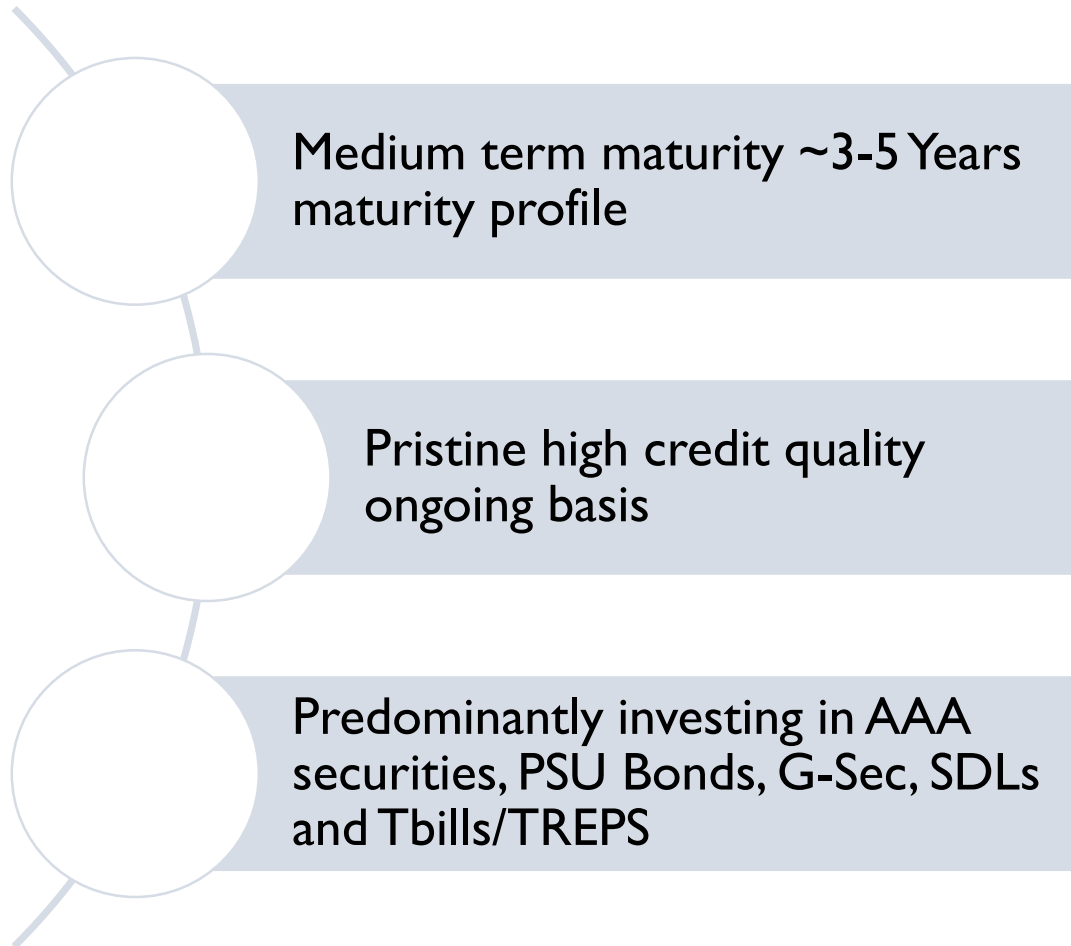 Medium term maturity ~3-5 Years
maturity profile
Pristine high credit quality
ongoing basis
Predominantly investing in AAA
securities, PSU Bonds, G-Sec, SDLs
and Tbills/TREPS